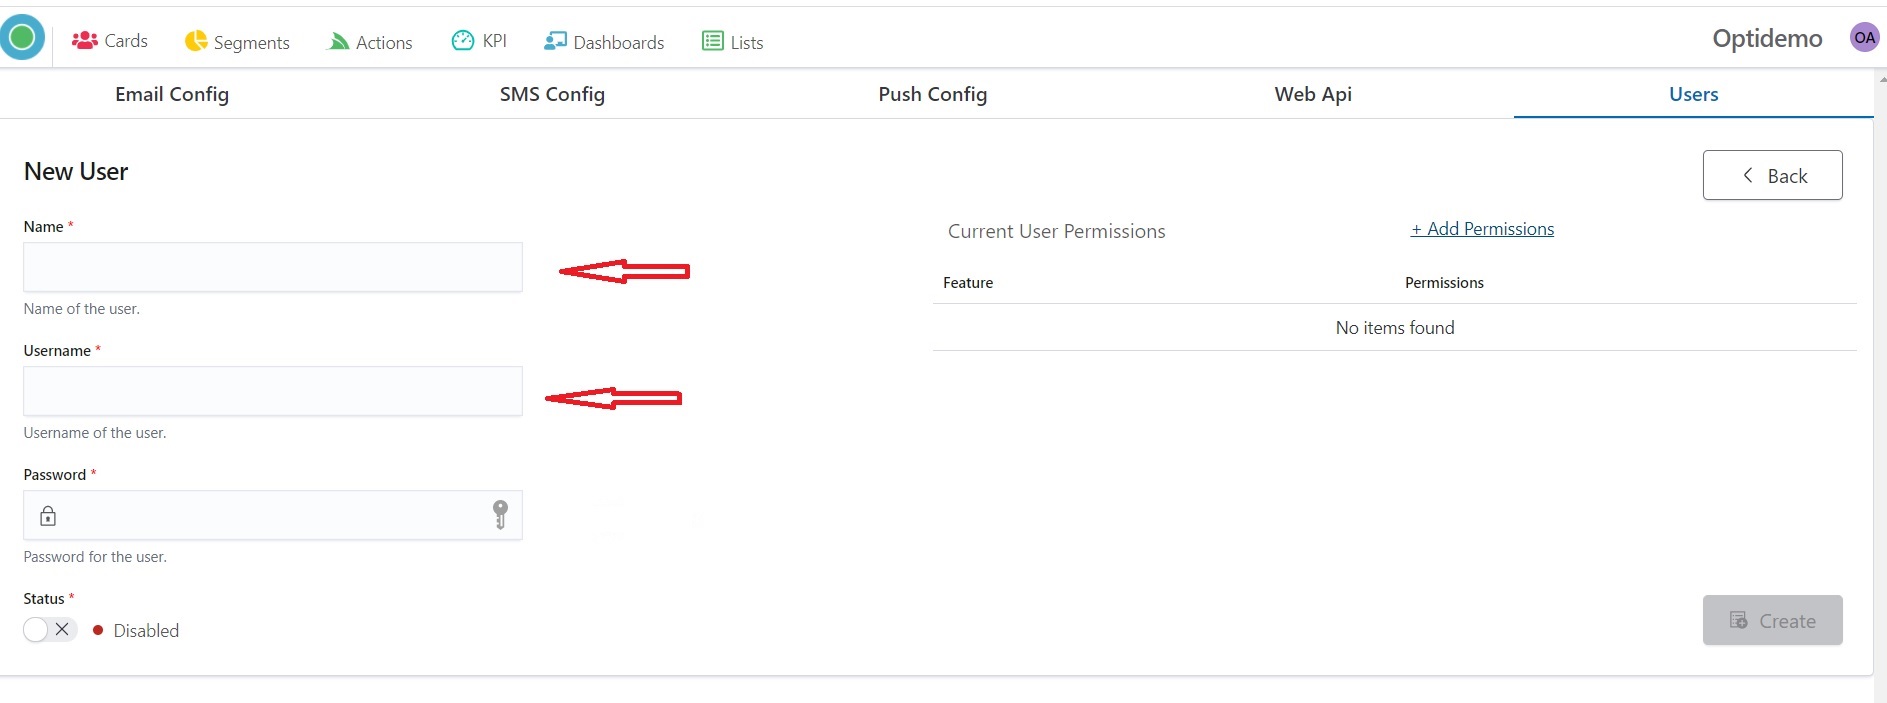 Cards Segments Actions KPI Dashboards Lists Optidemo OA
Email Config SMS Config Push Config Web Api Users
New User
Back
Name *
Name of the user.
Username *
Username of the user.
Password *
Password for the user.
Status *
Disabled
Current User Permissions + Add Permissions
Feature Permissions
No items found
Create